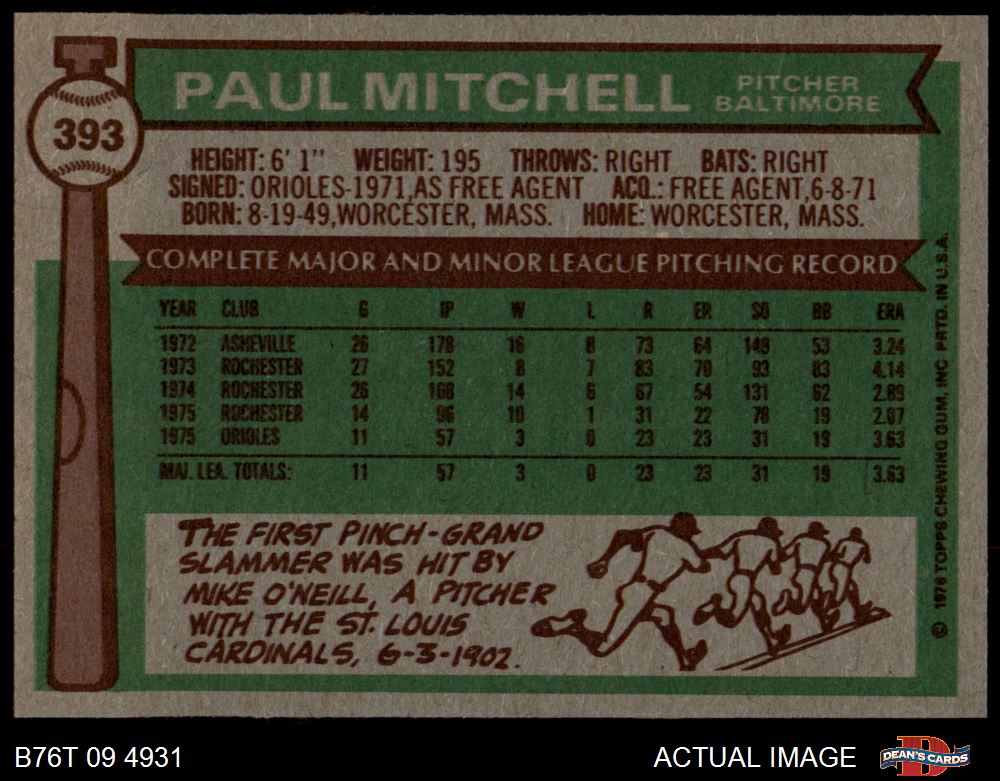 PAUL MITCHELL
PITCHER
BALTIMORE
393
HEIGHT: 6' 1" WEIGHT: 195 THROWS: RIGHT BATS: RIGHT
SIGNED: ORIOLES-1971, AS FREE AGENT ACQ.: FREE AGENT, 6-8-71
BORN: 8-19-49, WORCESTER, MASS. HOME: WORCESTER, MASS.
COMPLETE MAJOR AND MINOR LEAGUE PITCHING RECORD
YEAR CLUB G IP W L R ER SO BB ERA
1972 ASHEVILLE 26 178 16 8 73 64 149 53 3.24
1973 ROCHESTER 27 152 8 7 83 70 93 83 4.14
1974 ROCHESTER 26 168 14 6 67 54 131 62 2.89
1975 ROCHESTER 14 96 10 1 31 22 78 19 2.07
1975 ORIOLES 11 57 3 0 23 23 31 19 3.63
MAJ. LEA. TOTALS: 11 57 3 0 23 23 31 19 3.63
THE FIRST PINCH-GRAND
SLAMMER WAS HIT BY
MIKE O'NEILL, A PITCHER
WITH THE ST. LOUIS
CARDINALS, 6-3-1902.
© 1976 TOPPS CHEWING GUM, INC PRTD. IN U.S.A.
B76T 09 4931
ACTUAL IMAGE
DEAN'S CARDS